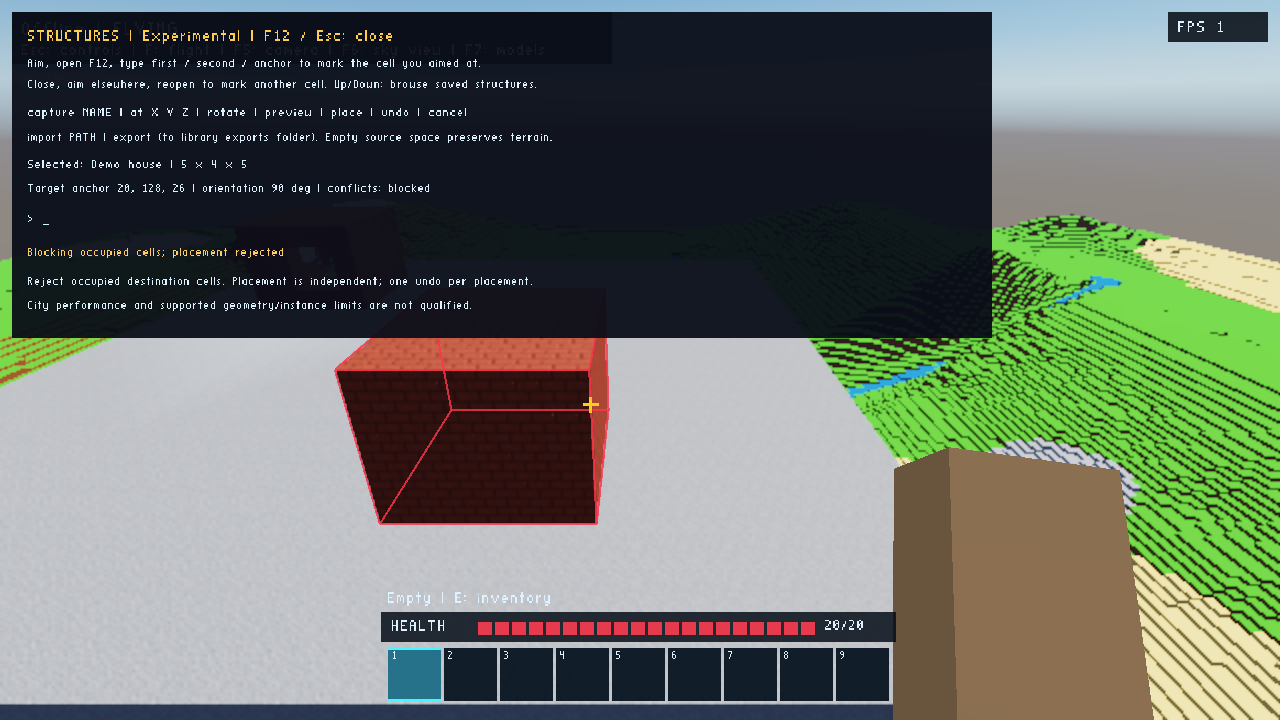 STRUCTURES | Experimental | F12 / Esc: close
Aim, open F12, type first / second / anchor to mark the cell you aimed at.
Close, aim elsewhere, reopen to mark another cell. Up/Down: browse saved structures.
capture NAME | at X Y Z | rotate | preview | place | undo | cancel
import PATH | export (to library exports folder). Empty source space preserves terrain.
Selected: Demo house | 5 x 4 x 5
Target anchor 20, 128, 26 | orientation 90 deg | conflicts: blocked
> _
Blocking occupied cells; placement rejected
Reject occupied destination cells. Placement is independent; one undo per placement.
City performance and supported geometry/instance limits are not qualified.
FPS 1
Empty | E: inventory
HEALTH 20/20
1 2 3 4 5 6 7 8 9